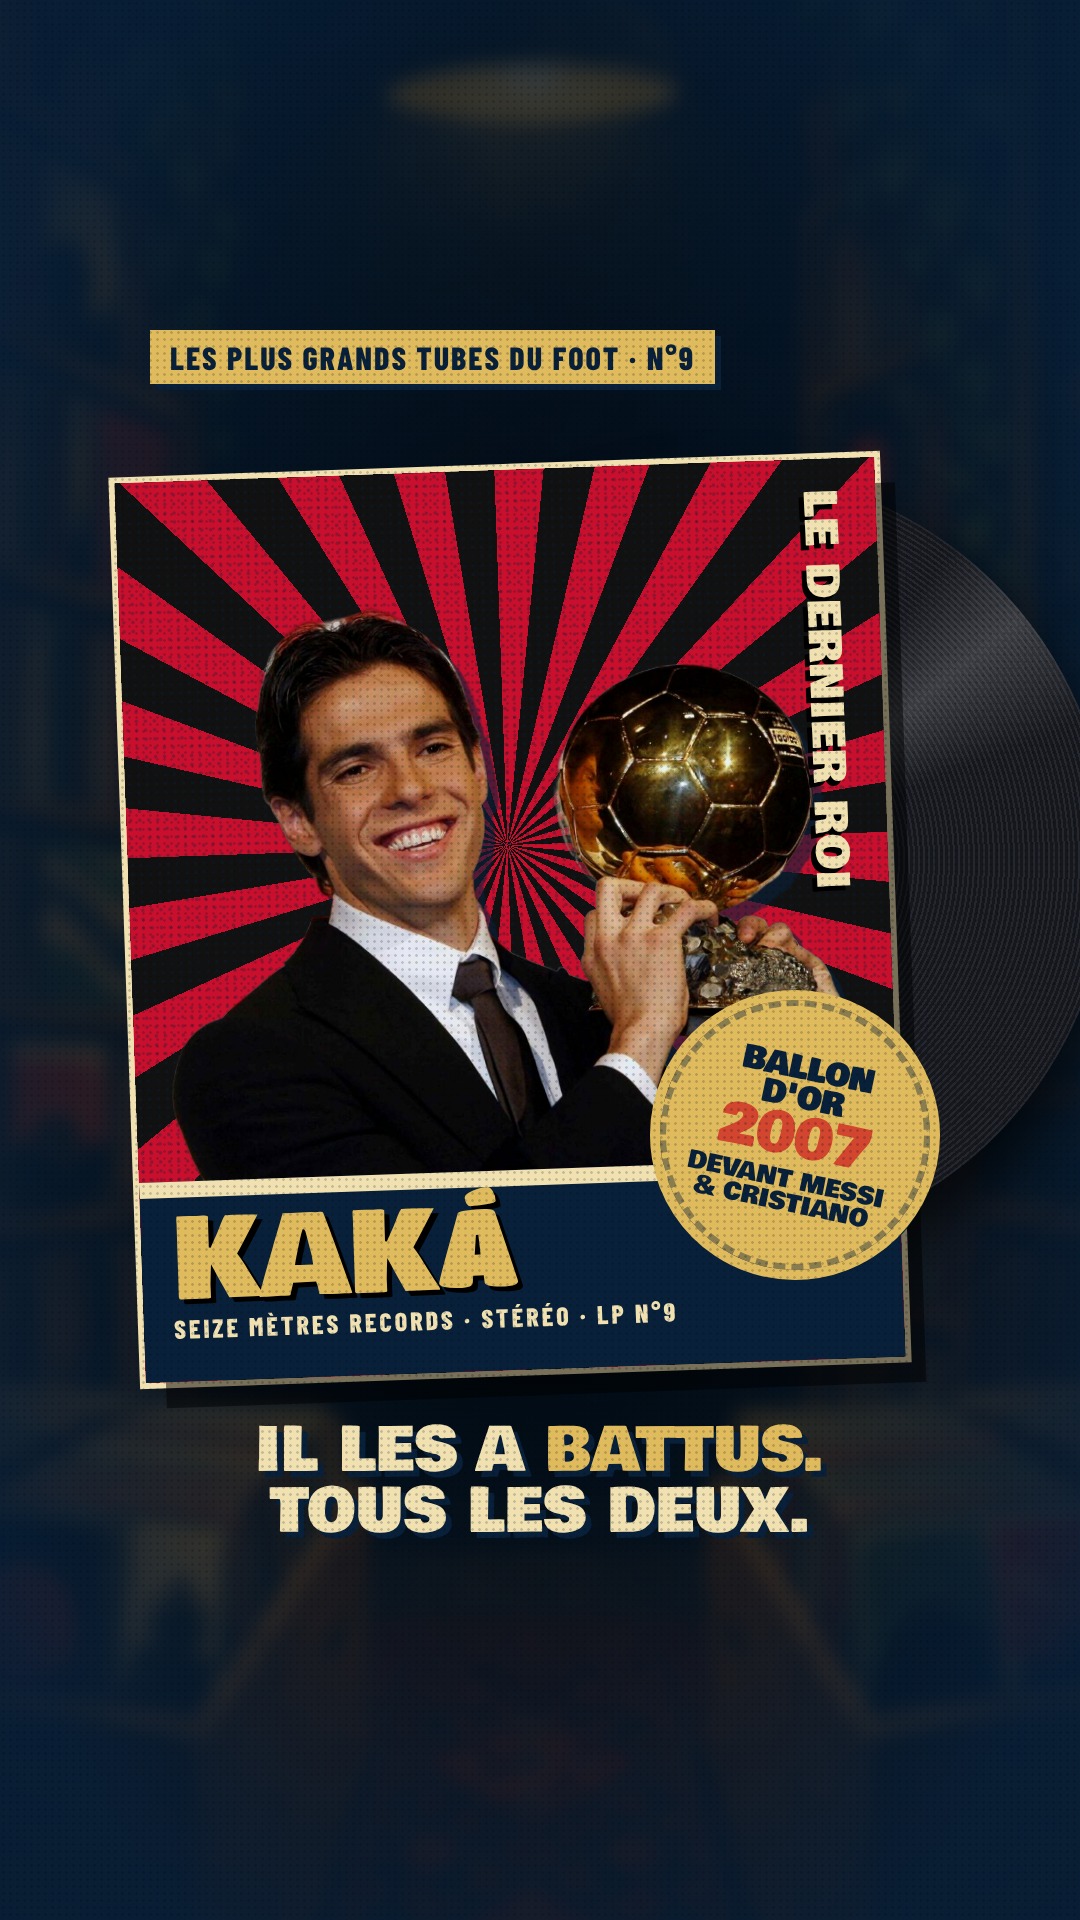 LES PLUS GRANDS TUBES DU FOOT · N°9
LE DERNIER ROI
BALLON
D'OR
2007
DEVANT MESSI
& CRISTIANO
KAKÁ
SEIZE MÈTRES RECORDS · STÉRÉO · LP N°9
IL LES A BATTUS.
TOUS LES DEUX.